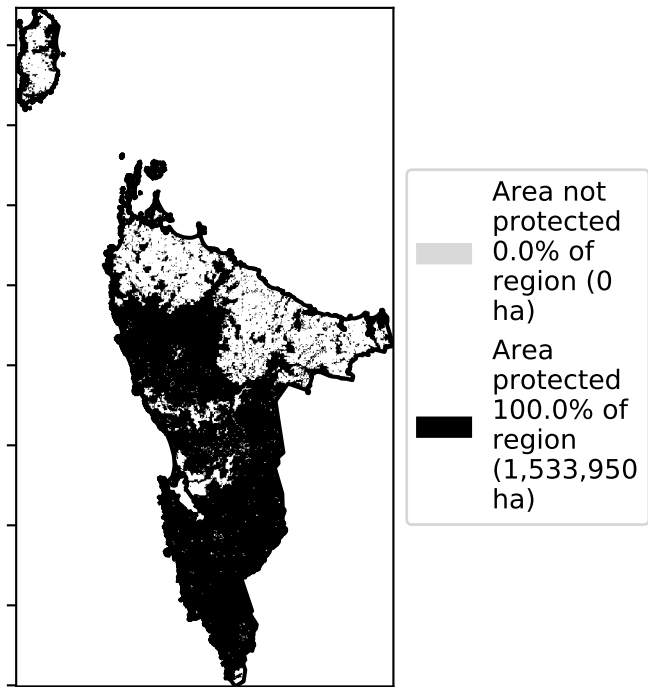 Area not
protected
0.0% of
region (0
ha)
Area
protected
100.0% of
region
(1,533,950
ha)